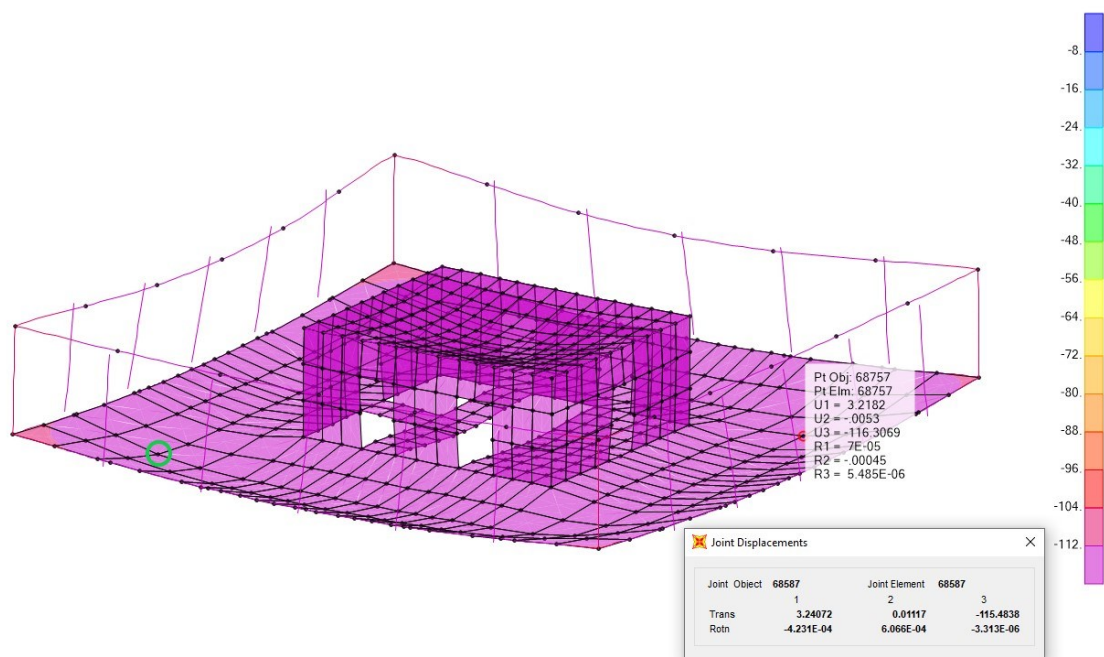 -8.
-16.
-24.
-32.
-40.
-48.
-56.
-64.
-72.
-80.
-88.
-96.
-104.
-112.
Pt Obj: 68757
Pt Elm: 68757
U1 = 3.2182
U2 = -.0053
U3 = -116.3069
R1 = 7E-05
R2 = -.00045
R3 = 5.485E-06
Joint Displacements
Joint Object 68587 Joint Element 68587
1 2 3
Trans 3.24072 0.01117 -115.4838
Rotn -4.231E-04 6.066E-04 -3.313E-06